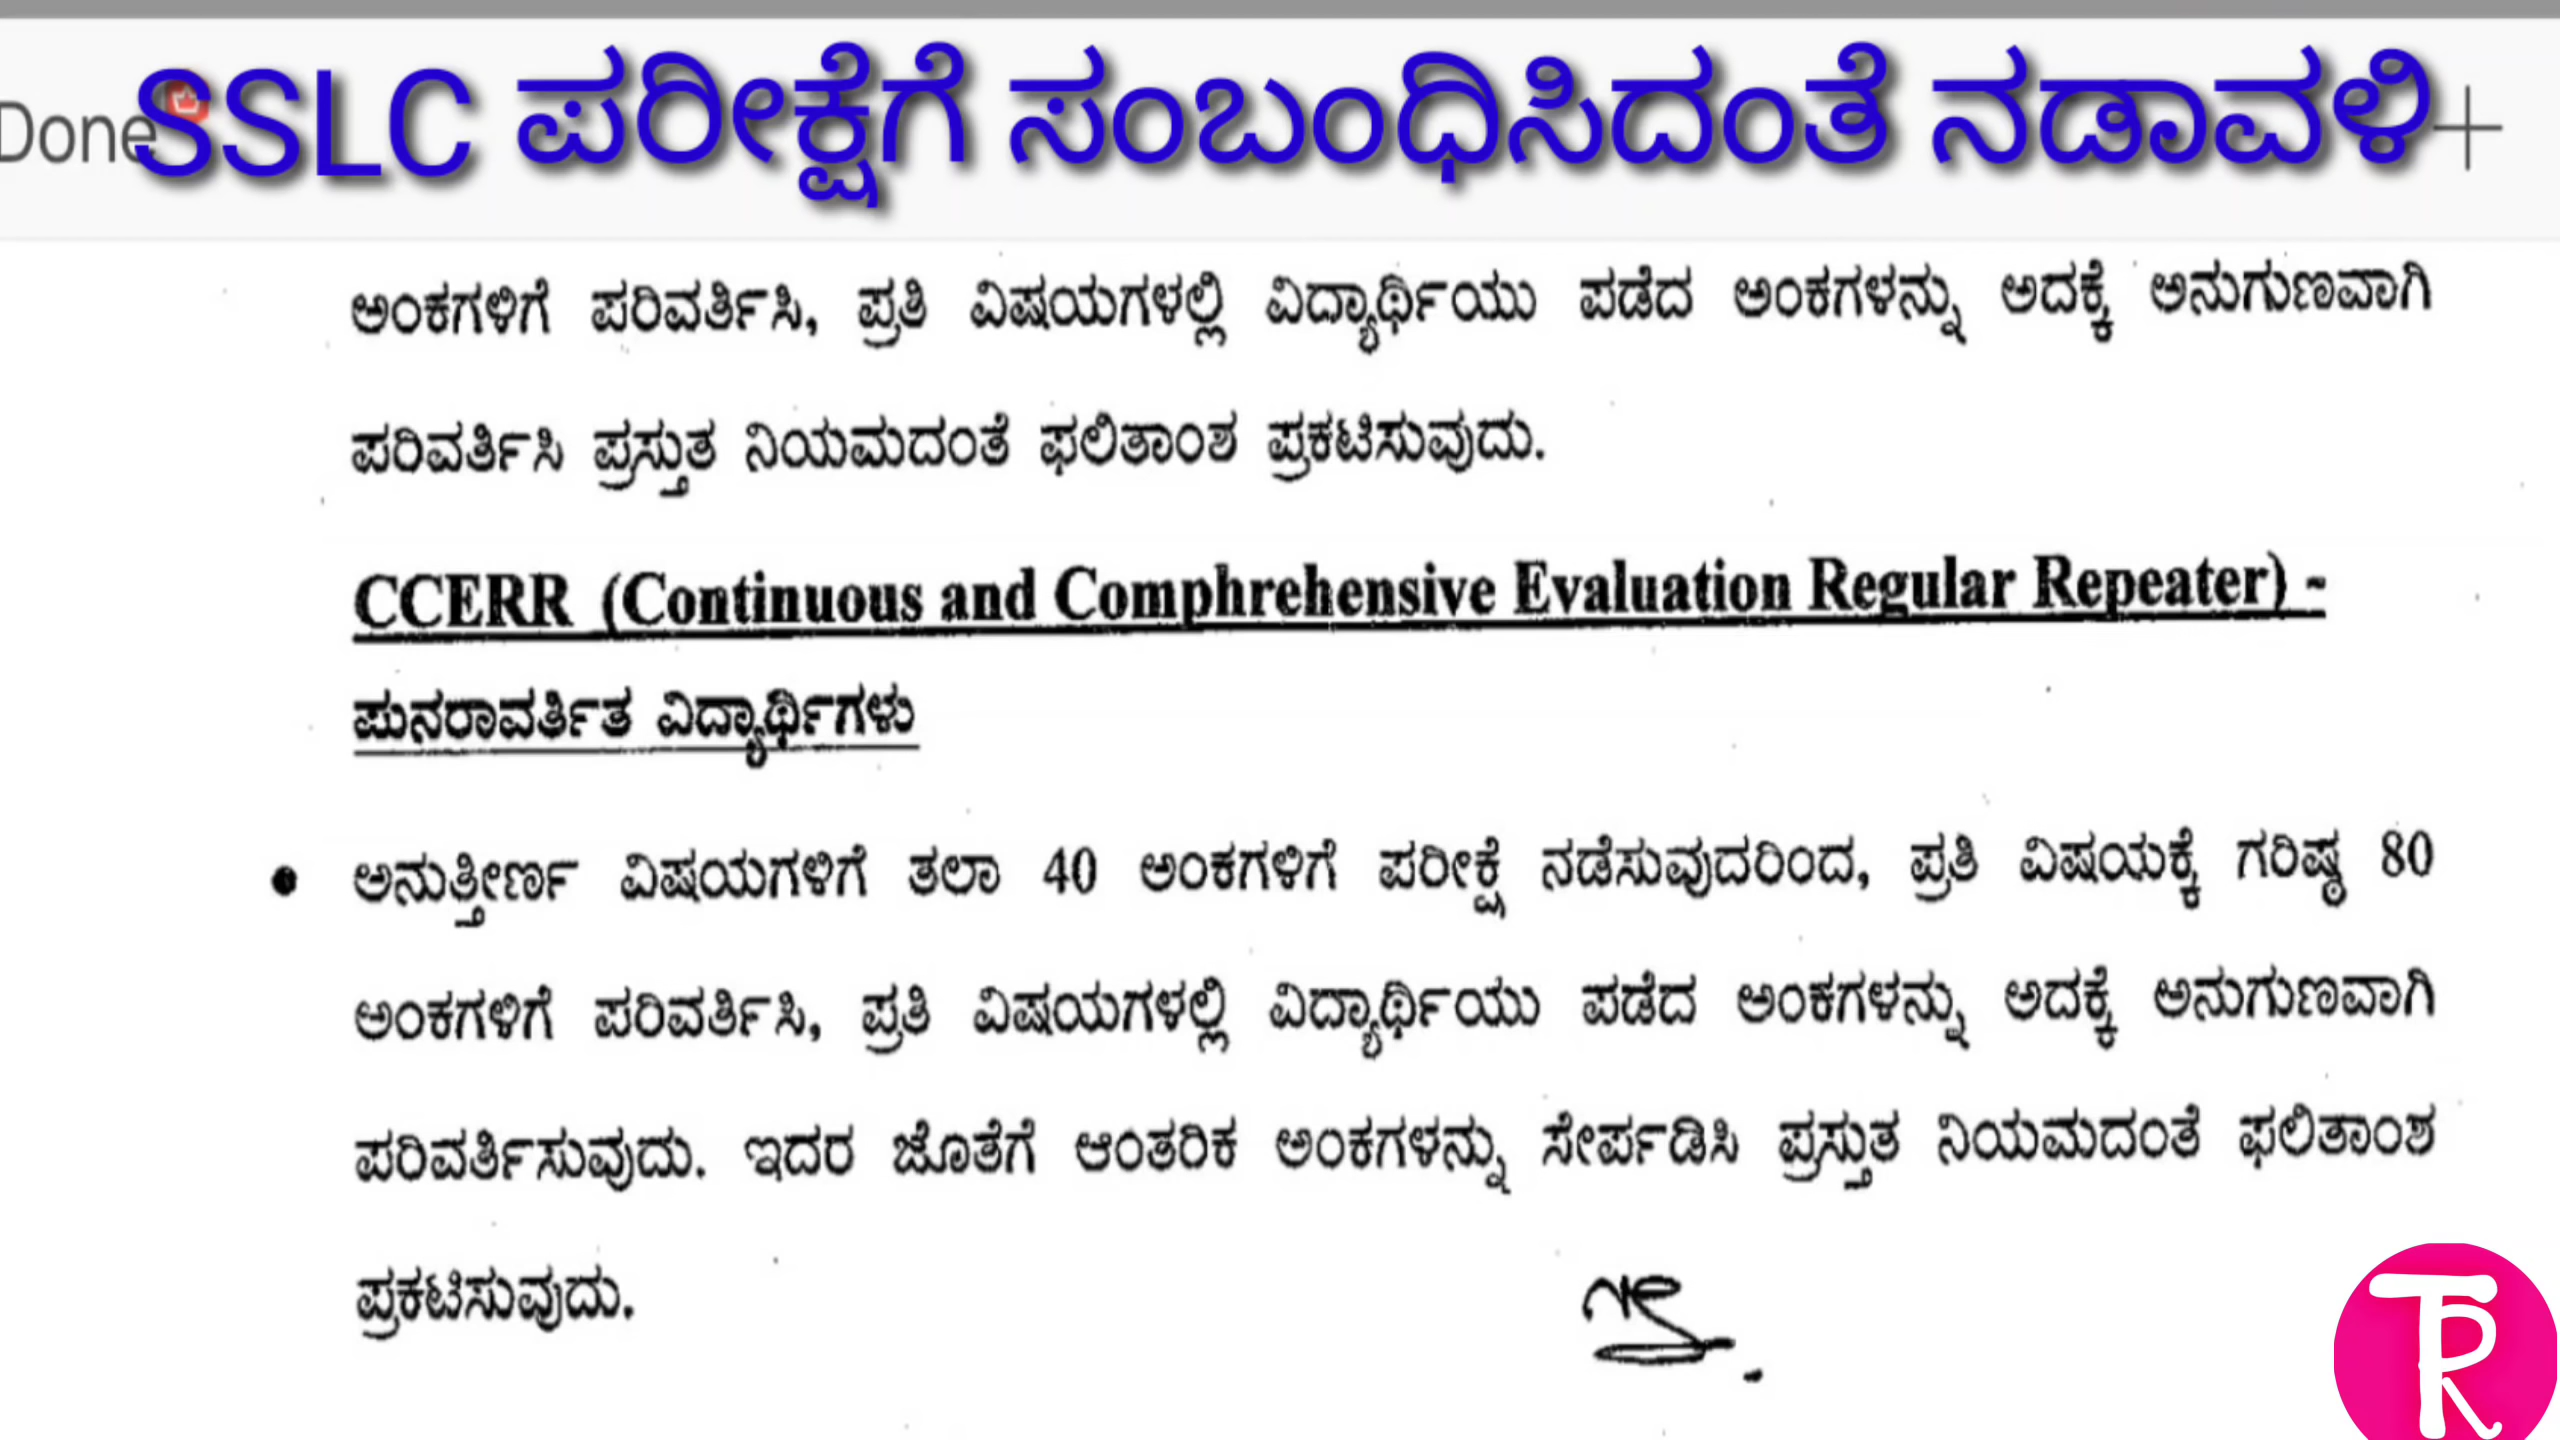 Done
SSLC ಪರೀಕ್ಷೆಗೆ ಸಂಬಂಧಿಸಿದಂತೆ ನಡಾವಳಿ
ಅಂಕಗಳಿಗೆ ಪರಿವರ್ತಿಸಿ, ಪ್ರತಿ ವಿಷಯಗಳಲ್ಲಿ ವಿದ್ಯಾರ್ಥಿಯು ಪಡೆದ ಅಂಕಗಳನ್ನು ಅದಕ್ಕೆ ಅನುಗುಣವಾಗಿ
ಪರಿವರ್ತಿಸಿ ಪ್ರಸ್ತುತ ನಿಯಮದಂತೆ ಫಲಿತಾಂಶ ಪ್ರಕಟಿಸುವುದು.
CCERR (Continuous and Comphrehensive Evaluation Regular Repeater) -
ಪುನರಾವರ್ತಿತ ವಿದ್ಯಾರ್ಥಿಗಳು
• ಅನುತ್ತೀರ್ಣ ವಿಷಯಗಳಿಗೆ ತಲಾ 40 ಅಂಕಗಳಿಗೆ ಪರೀಕ್ಷೆ ನಡೆಸುವುದರಿಂದ, ಪ್ರತಿ ವಿಷಯಕ್ಕೆ ಗರಿಷ್ಠ 80
ಅಂಕಗಳಿಗೆ ಪರಿವರ್ತಿಸಿ, ಪ್ರತಿ ವಿಷಯಗಳಲ್ಲಿ ವಿದ್ಯಾರ್ಥಿಯು ಪಡೆದ ಅಂಕಗಳನ್ನು ಅದಕ್ಕೆ ಅನುಗುಣವಾಗಿ
ಪರಿವರ್ತಿಸುವುದು. ಇದರ ಜೊತೆಗೆ ಆಂತರಿಕ ಅಂಕಗಳನ್ನು ಸೇರ್ಪಡಿಸಿ ಪ್ರಸ್ತುತ ನಿಯಮದಂತೆ ಫಲಿತಾಂಶ
ಪ್ರಕಟಿಸುವುದು.